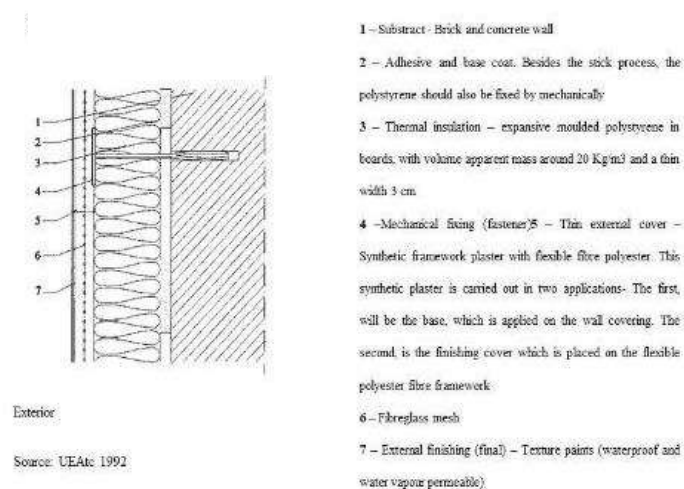 1
2
3
4
5
6
7
Exterior
Source: UEAtc 1992
1 – Substract - Brick and concrete wall
2 – Adhesive and base coat. Besides the stick process, the
polystyrene should also be fixed by mechanically
3 – Thermal insulation – expansive moulded polystyrene in
boards, with volume apparent mass around 20 Kg/m3 and a thin
width 3 cm
4 –Mechanical fixing (fastener)5 – Thin external cover –
Synthetic framework plaster with flexible fibre polyester. This
synthetic plaster is carried out in two applications- The first,
will be the base, which is applied on the wall covering. The
second, is the finishing cover which is placed on the flexible
polyester fibre framework
6 – Fibreglass mesh
7 – External finishing (final) – Texture paints (waterproof and
water vapour permeable)